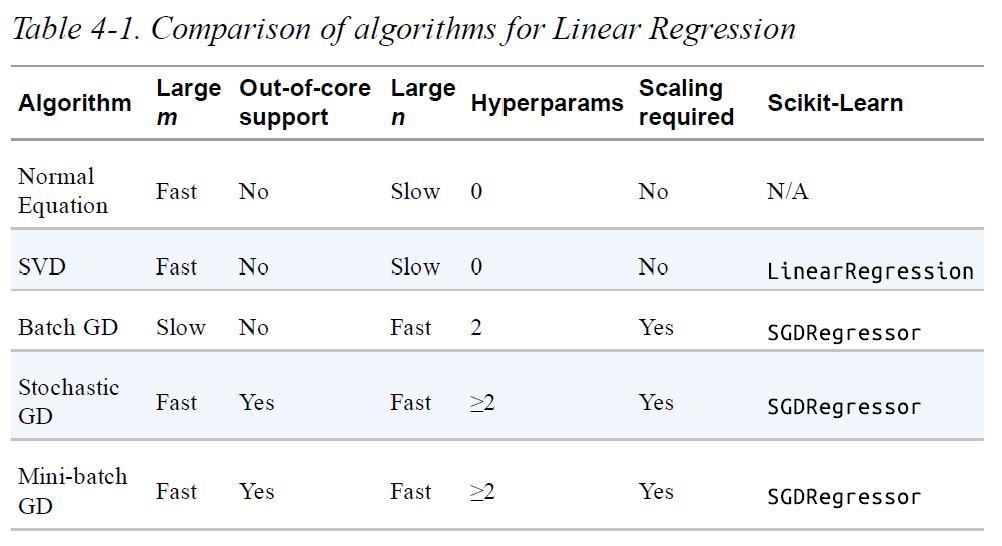 Table 4-1. Comparison of algorithms for Linear Regression
Algorithm Large m Out-of-core support Large n Hyperparams Scaling required Scikit-Learn
Normal Equation Fast No Slow 0 No N/A
SVD Fast No Slow 0 No LinearRegression
Batch GD Slow No Fast 2 Yes SGDRegressor
Stochastic GD Fast Yes Fast ≥2 Yes SGDRegressor
Mini-batch GD Fast Yes Fast ≥2 Yes SGDRegressor